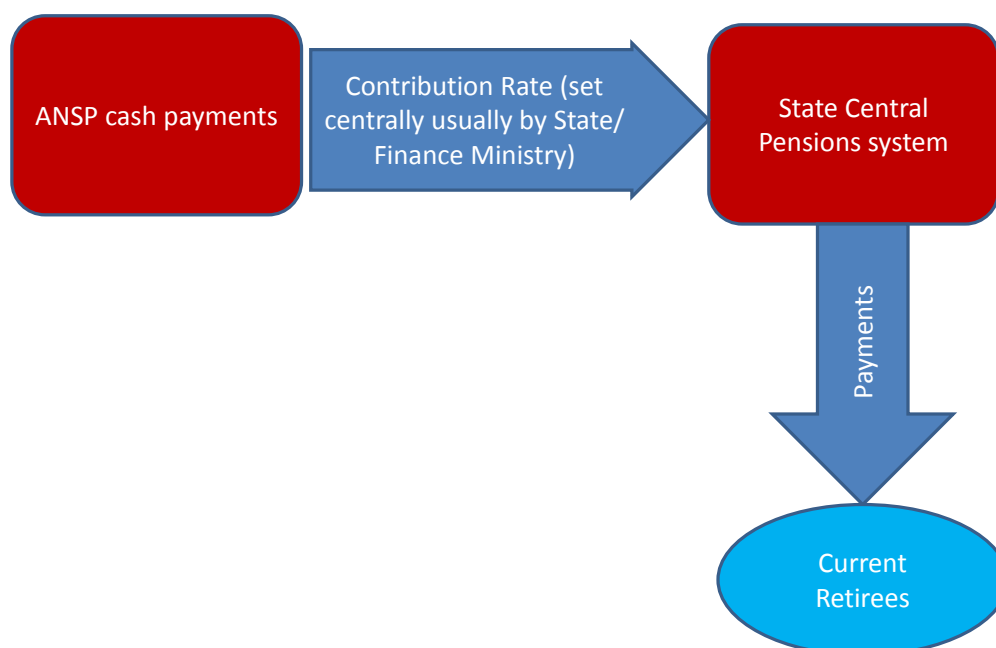 ANSP cash payments
Contribution Rate (set
centrally usually by State/
Finance Ministry)
State Central
Pensions system
Payments
Current
Retirees